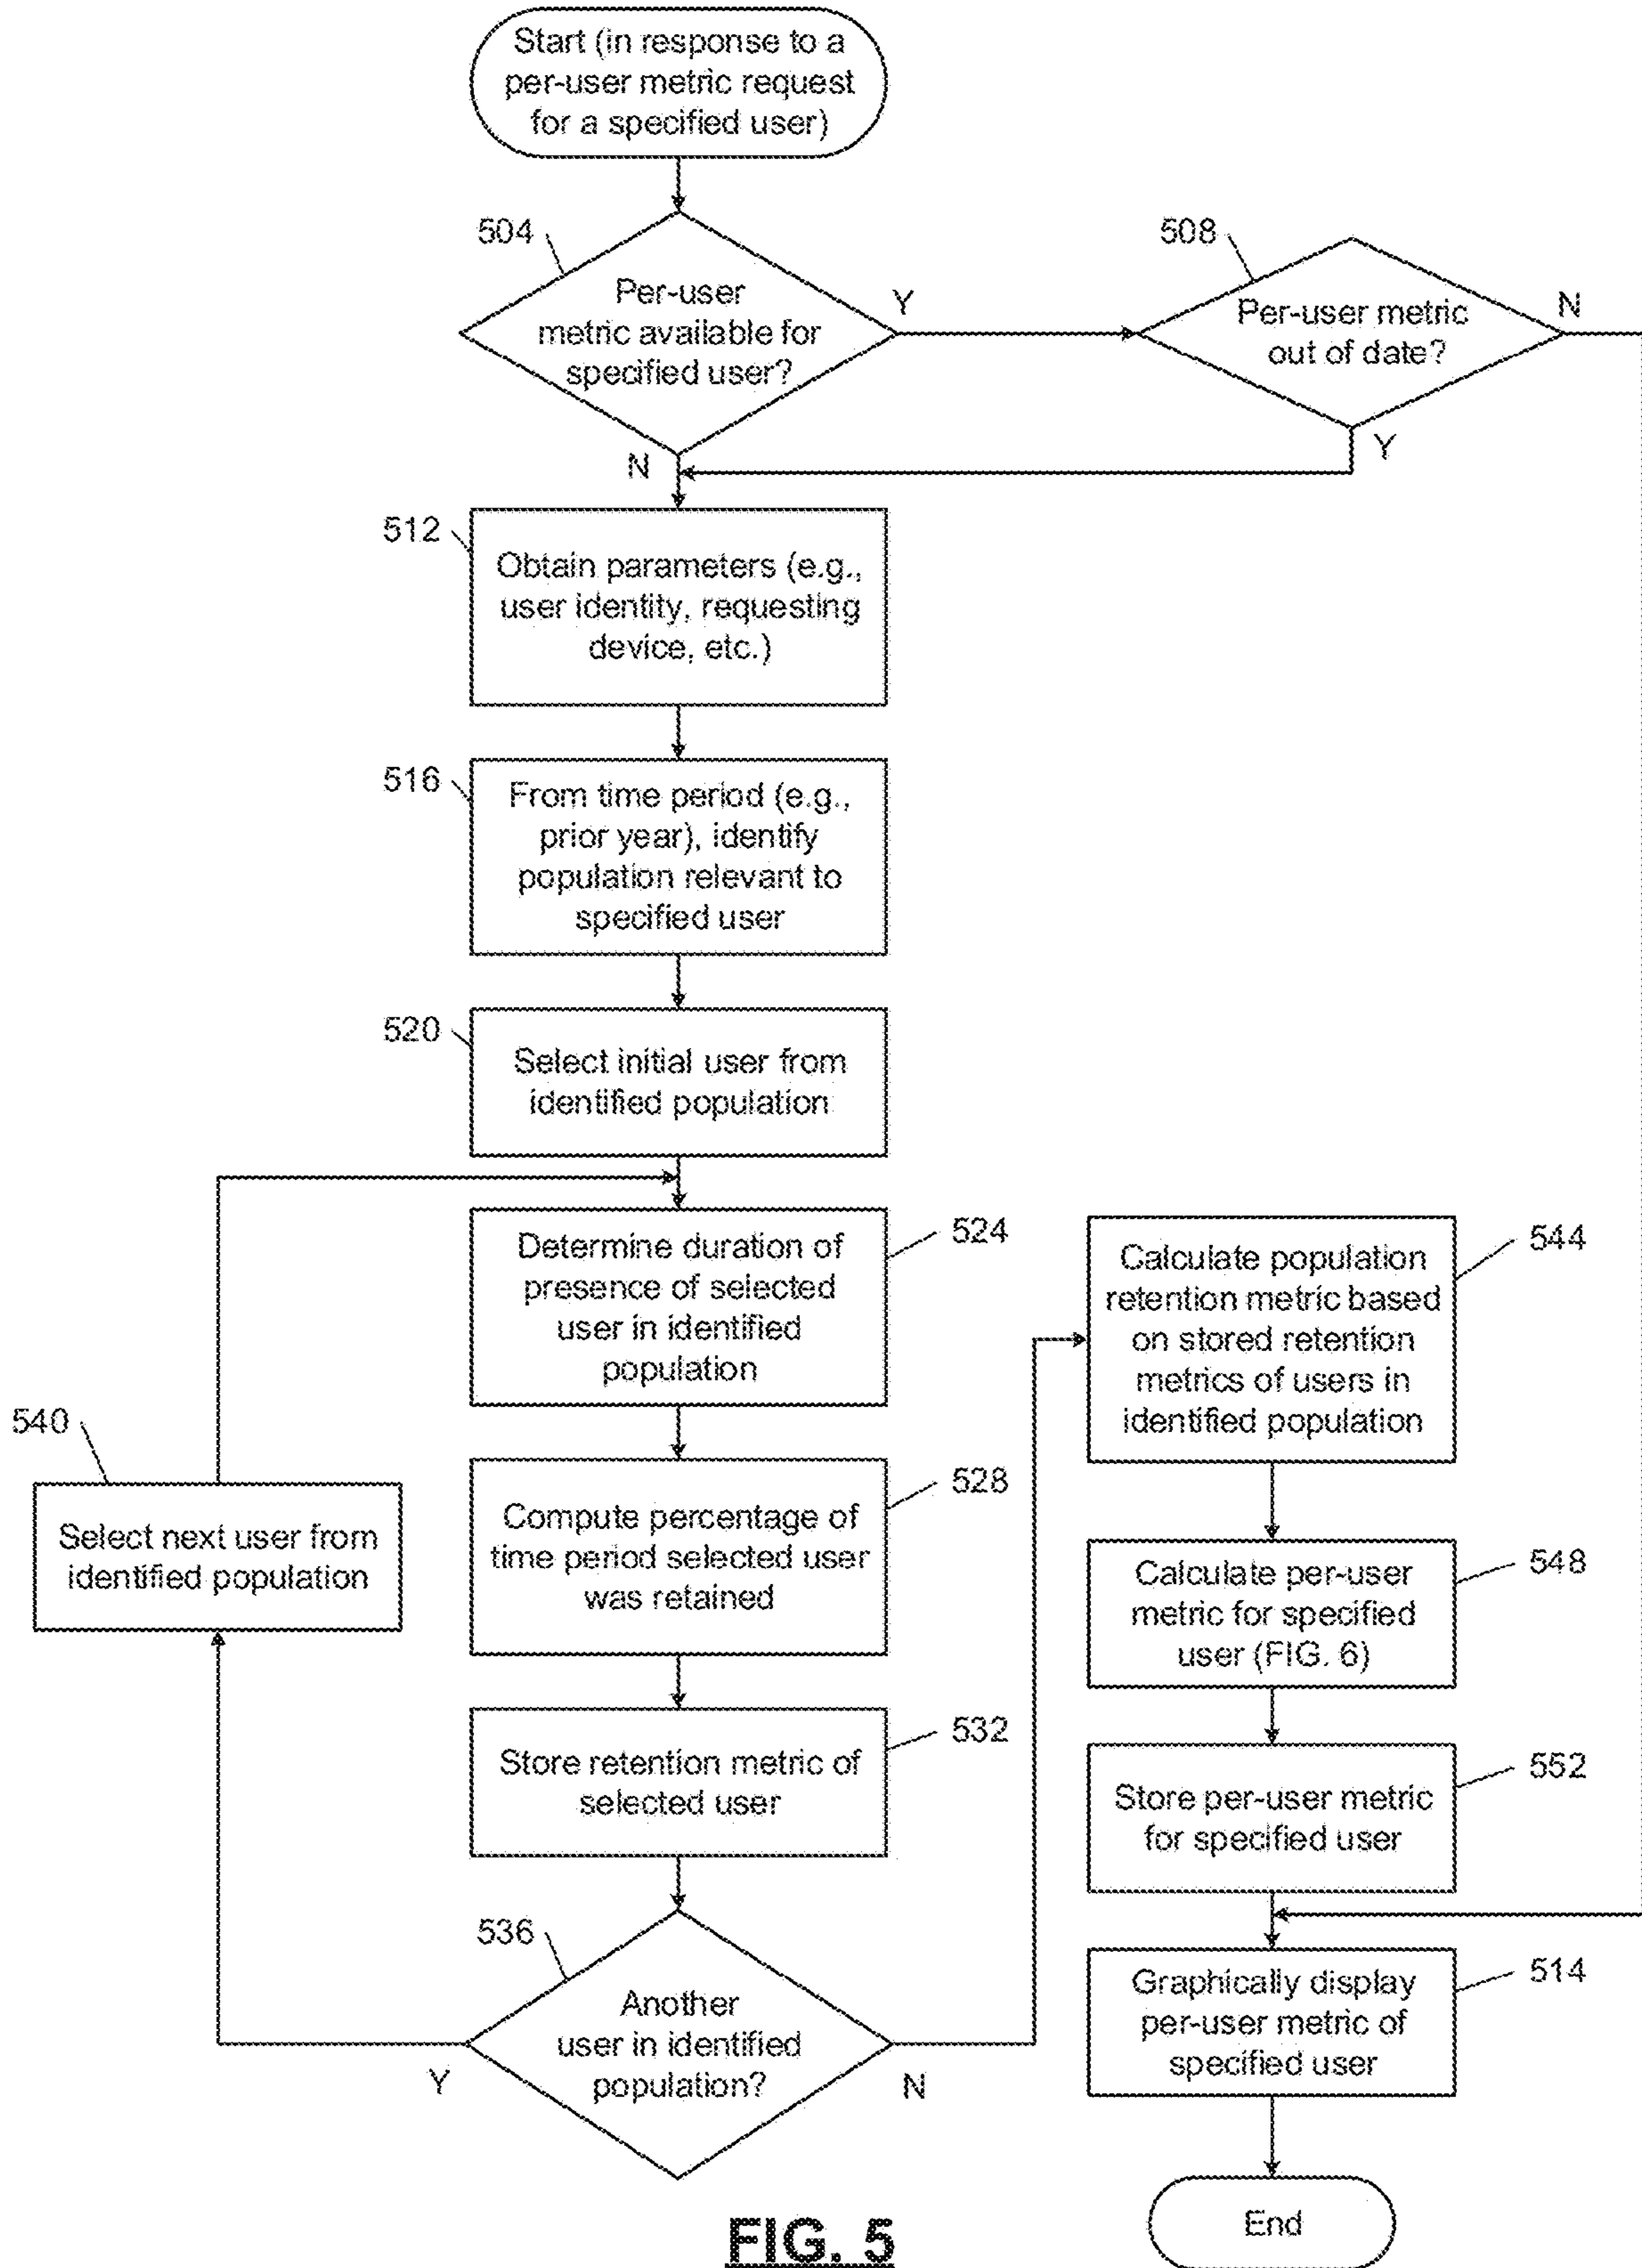 Start (in response to a
per-user metric request
for a specified user)
504
Per-user
metric available for
specified user?
Y
N
508
Per-user metric
out of date?
N
Y
512
Obtain parameters (e.g.,
user identity, requesting
device, etc.)
516
From time period (e.g.,
prior year), identify
population relevant to
specified user
520
Select initial user from
identified population
524
Determine duration of
presence of selected
user in identified
population
528
Compute percentage of
time period selected user
was retained
532
Store retention metric of
selected user
536
Another
user in identified
population?
Y
N
540
Select next user from
identified population
544
Calculate population
retention metric based
on stored retention
metrics of users in
identified population
548
Calculate per-user
metric for specified
user (FIG. 6)
552
Store per-user metric
for specified user
514
Graphically display
per-user metric of
specified user
End
FIG. 5